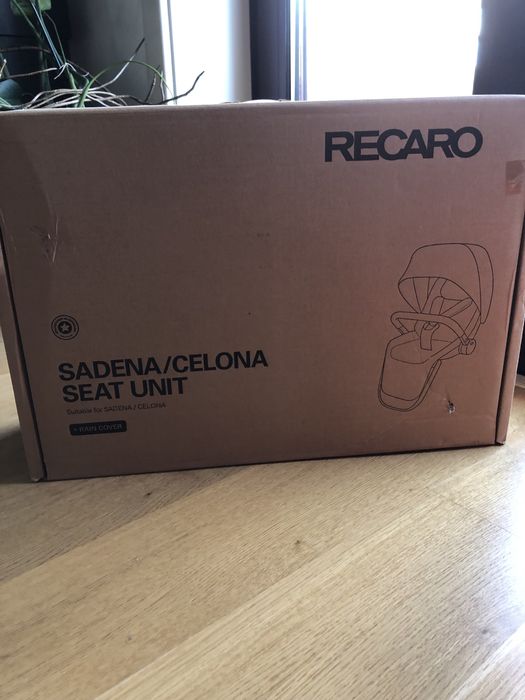 RECARO
SADENA/CELONA
SEAT UNIT
Suitable for SADENA / CELONA
+ RAIN COVER